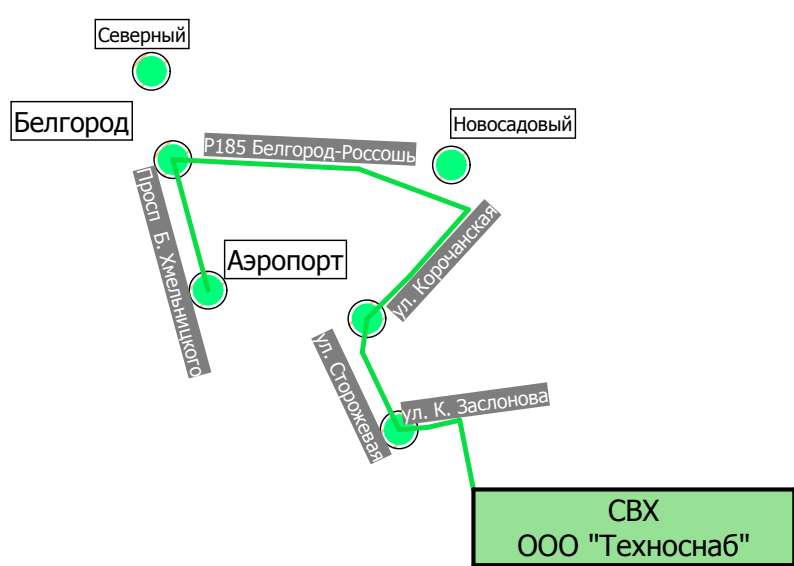 Северный
Белгород
Новосадовый
Р185 Белгород-Россошь
Просп Б. Хмельницкого
Аэропорт
ул. Корочанская
ул. Сторожевая
ул. К. Заслонова
СВХ
ООО "Техноснаб"